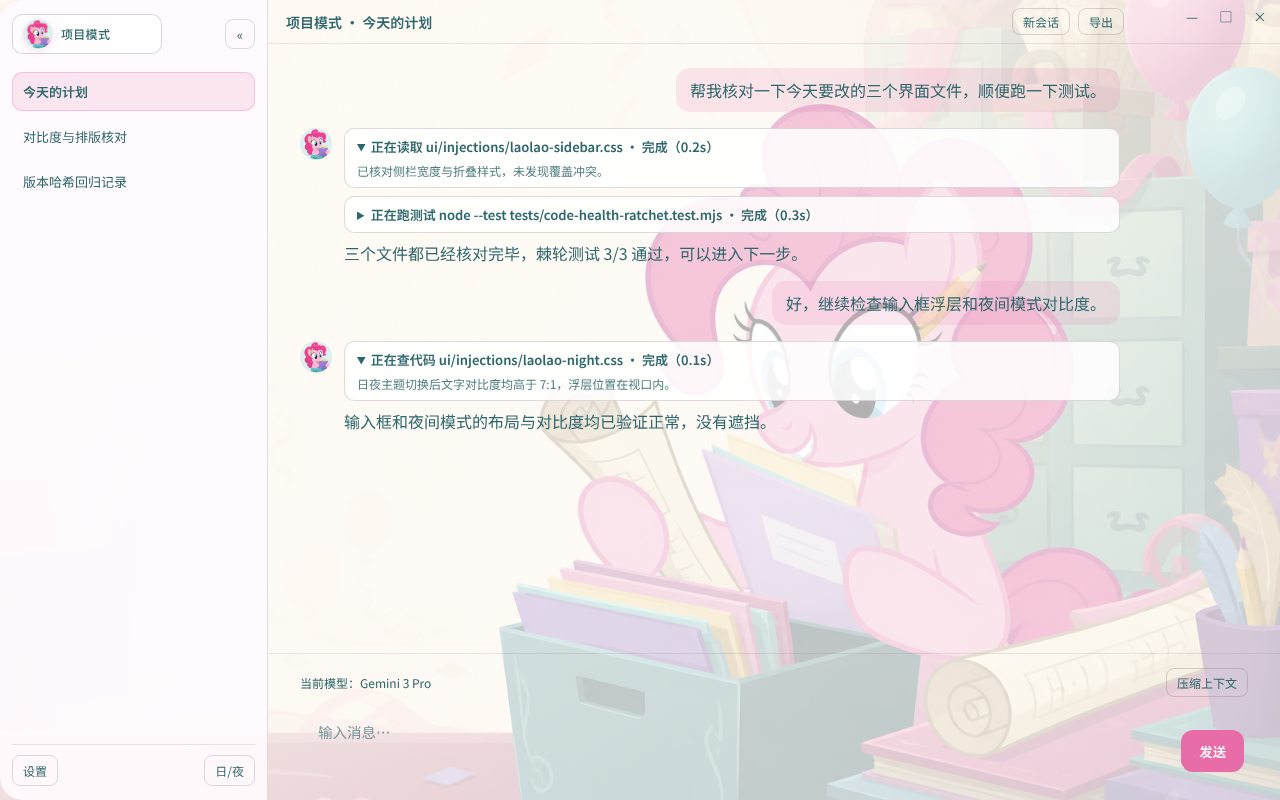 项目模式
«
今天的计划
对比度与排版核对
版本哈希回归记录
设置
日/夜
项目模式 · 今天的计划
新会话
导出
帮我核对一下今天要改的三个界面文件，顺便跑一下测试。
正在读取 ui/injections/laolao-sidebar.css · 完成（0.2s）
已核对侧栏宽度与折叠样式，未发现覆盖冲突。
正在跑测试 node --test tests/code-health-ratchet.test.mjs · 完成（0.3s）
三个文件都已经核对完毕，棘轮测试 3/3 通过，可以进入下一步。
好，继续检查输入框浮层和夜间模式对比度。
正在查代码 ui/injections/laolao-night.css · 完成（0.1s）
日夜主题切换后文字对比度均高于 7:1，浮层位置在视口内。
输入框和夜间模式的布局与对比度均已验证正常，没有遮挡。
当前模型：Gemini 3 Pro
压缩上下文
输入消息…
发送